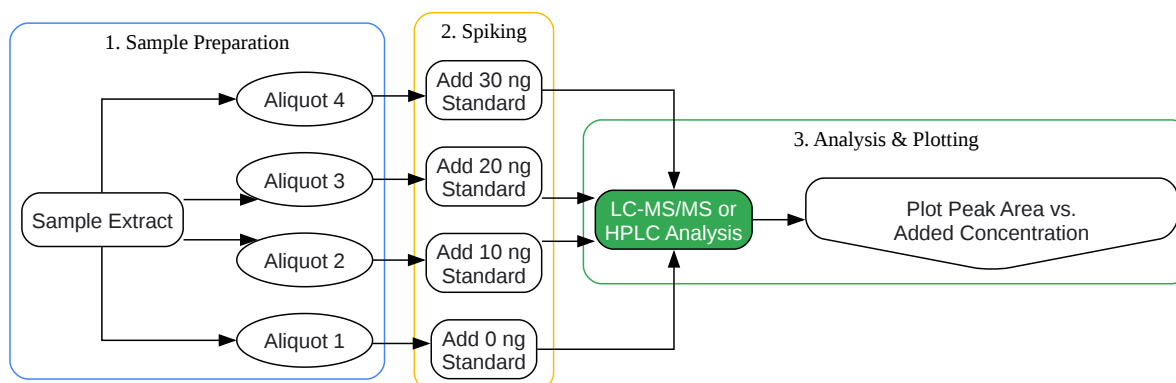 1. Sample Preparation
2. Spiking
3. Analysis & Plotting
Sample Extract
Aliquot 4
Aliquot 3
Aliquot 2
Aliquot 1
Add 30 ng
Standard
Add 20 ng
Standard
Add 10 ng
Standard
Add 0 ng
Standard
LC-MS/MS or
HPLC Analysis
Plot Peak Area vs.
Added Concentration